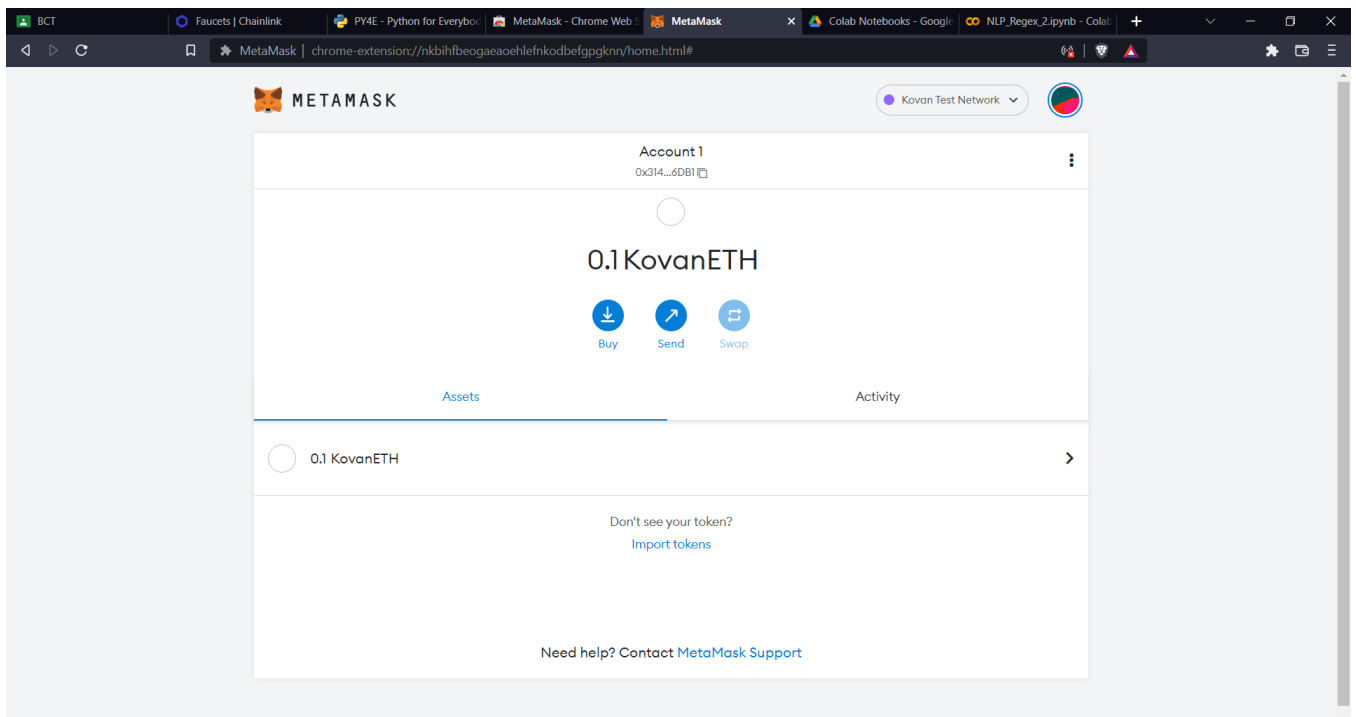 BCT
Faucets | Chainlink
PY4E - Python for Everybod
MetaMask - Chrome Web S
MetaMask
Colab Notebooks - Google
NLP_Regex_2.ipynb - Colab
MetaMask | chrome-extension://nkbihfbeogaeaoehlefnkodbefgpgknn/home.html#
METAMASK
Kovan Test Network
Account 1
0x314...6DB1
0.1 KovanETH
Buy Send Swap
Assets Activity
0.1 KovanETH
Don't see your token?
Import tokens
Need help? Contact MetaMask Support